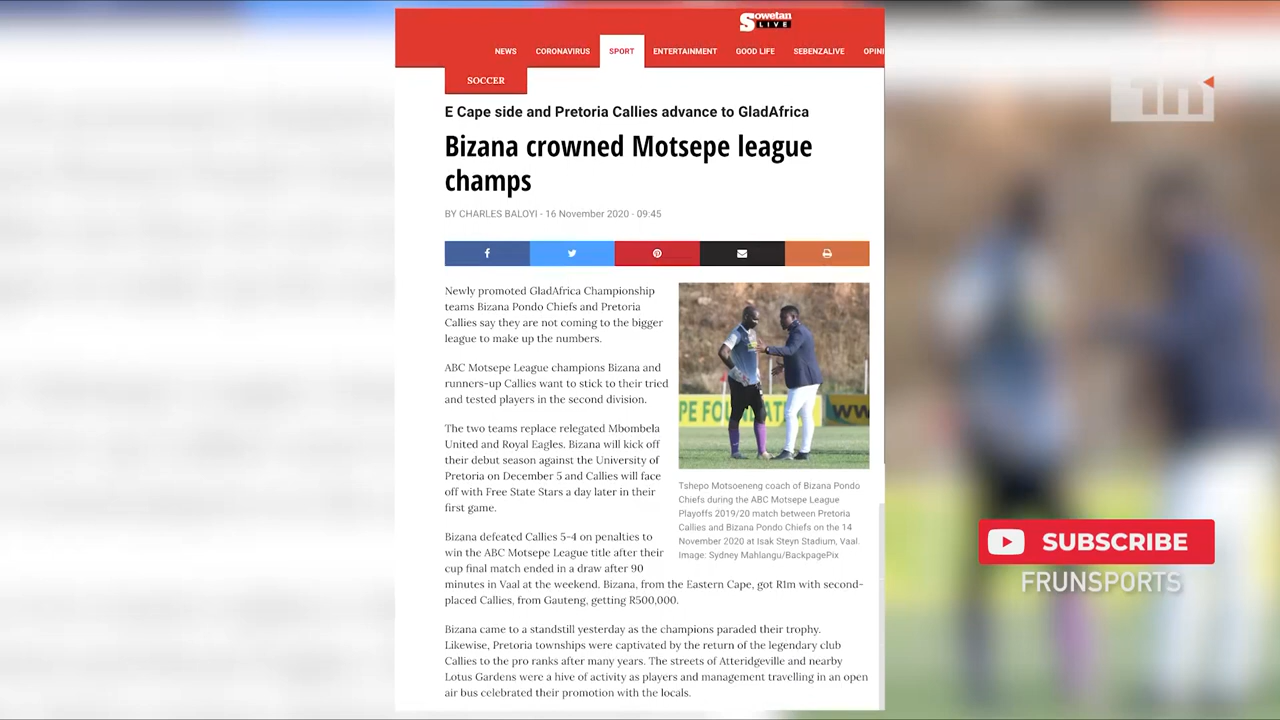 Sowetan
LIVE
NEWS CORONAVIRUS SPORT ENTERTAINMENT GOOD LIFE SEBENZALIVE OPINI
SOCCER
E Cape side and Pretoria Callies advance to GladAfrica
Bizana crowned Motsepe league
champs
BY CHARLES BALOYI - 16 November 2020 - 09:45
Newly promoted GladAfrica Championship
teams Bizana Pondo Chiefs and Pretoria
Callies say they are not coming to the bigger
league to make up the numbers.
ABC Motsepe League champions Bizana and
runners-up Callies want to stick to their tried
and tested players in the second division.
The two teams replace relegated Mbombela
United and Royal Eagles. Bizana will kick off
their debut season against the University of
Pretoria on December 5 and Callies will face
off with Free State Stars a day later in their
first game.
Bizana defeated Callies 5-4 on penalties to
win the ABC Motsepe League title after their
cup final match ended in a draw after 90
minutes in Vaal at the weekend. Bizana, from the Eastern Cape, got R1m with second-
placed Callies, from Gauteng, getting R500,000.
Bizana came to a standstill yesterday as the champions paraded their trophy.
Likewise, Pretoria townships were captivated by the return of the legendary club
Callies to the pro ranks after many years. The streets of Atteridgeville and nearby
Lotus Gardens were a hive of activity as players and management travelling in an open
air bus celebrated their promotion with the locals.
PE FOUNDATI WW
Tshepo Motsoeneng coach of Bizana Pondo
Chiefs during the ABC Motsepe League
Playoffs 2019/20 match between Pretoria
Callies and Bizana Pondo Chiefs on the 14
November 2020 at Isak Steyn Stadium, Vaal.
Image: Sydney Mahlangu/BackpagePix
SUBSCRIBE
FRUNSPORTS